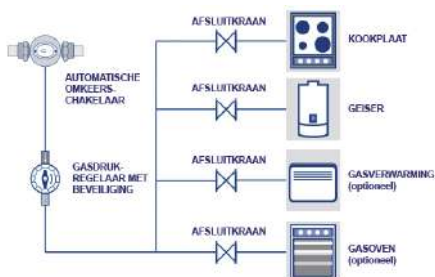 AFSLUITKRAAN
KOOKPLAAT
AUTOMATISCHE
OMKEERS-
CHAKELAAR
AFSLUITKRAAN
GEISER
GASDRUK-
REGELAAR MET
BEVEILIGING
AFSLUITKRAAN
GASVERWARMING
(optioneel)
AFSLUITKRAAN
GASOVEN
(optioneel)